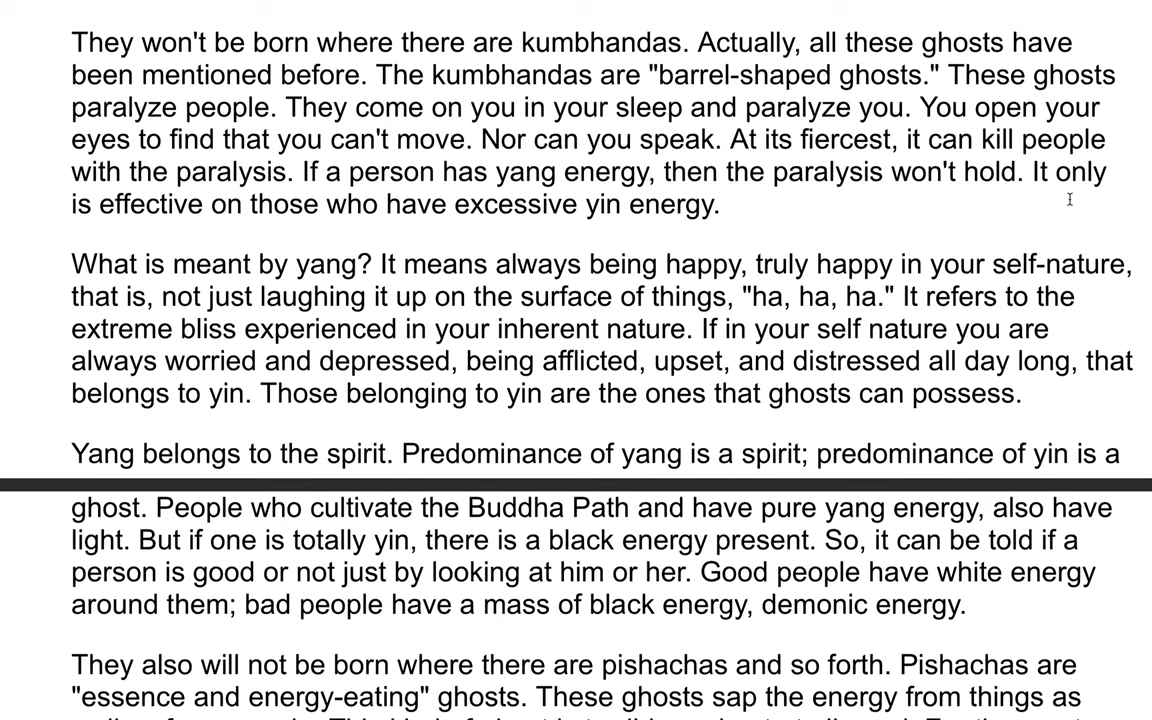 They won't be born where there are kumbhandas. Actually, all these ghosts have
been mentioned before. The kumbhandas are "barrel-shaped ghosts." These ghosts
paralyze people. They come on you in your sleep and paralyze you. You open your
eyes to find that you can't move. Nor can you speak. At its fiercest, it can kill people
with the paralysis. If a person has yang energy, then the paralysis won't hold. It only
is effective on those who have excessive yin energy.
What is meant by yang? It means always being happy, truly happy in your self-nature,
that is, not just laughing it up on the surface of things, "ha, ha, ha." It refers to the
extreme bliss experienced in your inherent nature. If in your self nature you are
always worried and depressed, being afflicted, upset, and distressed all day long, that
belongs to yin. Those belonging to yin are the ones that ghosts can possess.
Yang belongs to the spirit. Predominance of yang is a spirit; predominance of yin is a
ghost. People who cultivate the Buddha Path and have pure yang energy, also have
light. But if one is totally yin, there is a black energy present. So, it can be told if a
person is good or not just by looking at him or her. Good people have white energy
around them; bad people have a mass of black energy, demonic energy.
They also will not be born where there are pishachas and so forth. Pishachas are
"essence and energy-eating" ghosts. These ghosts sap the energy from things as